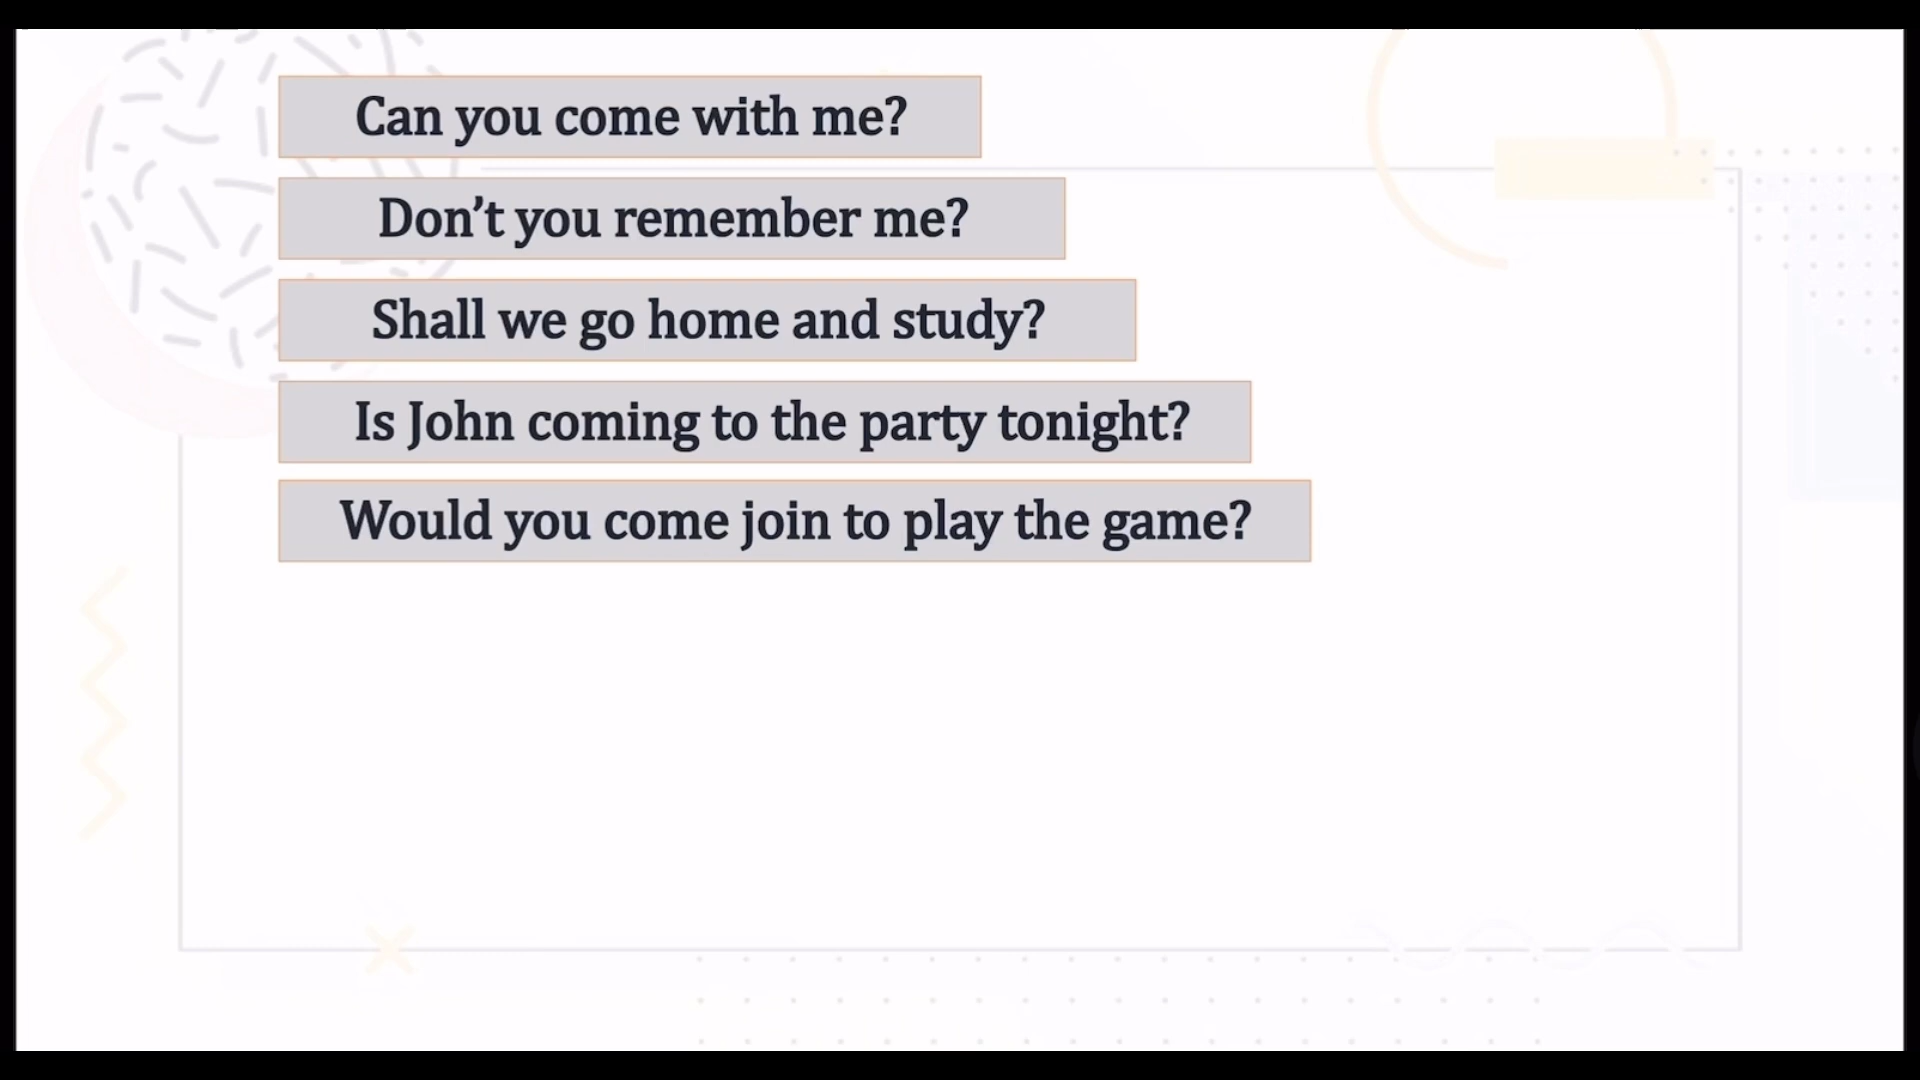 Can you come with me?
Don’t you remember me?
Shall we go home and study?
Is John coming to the party tonight?
Would you come join to play the game?